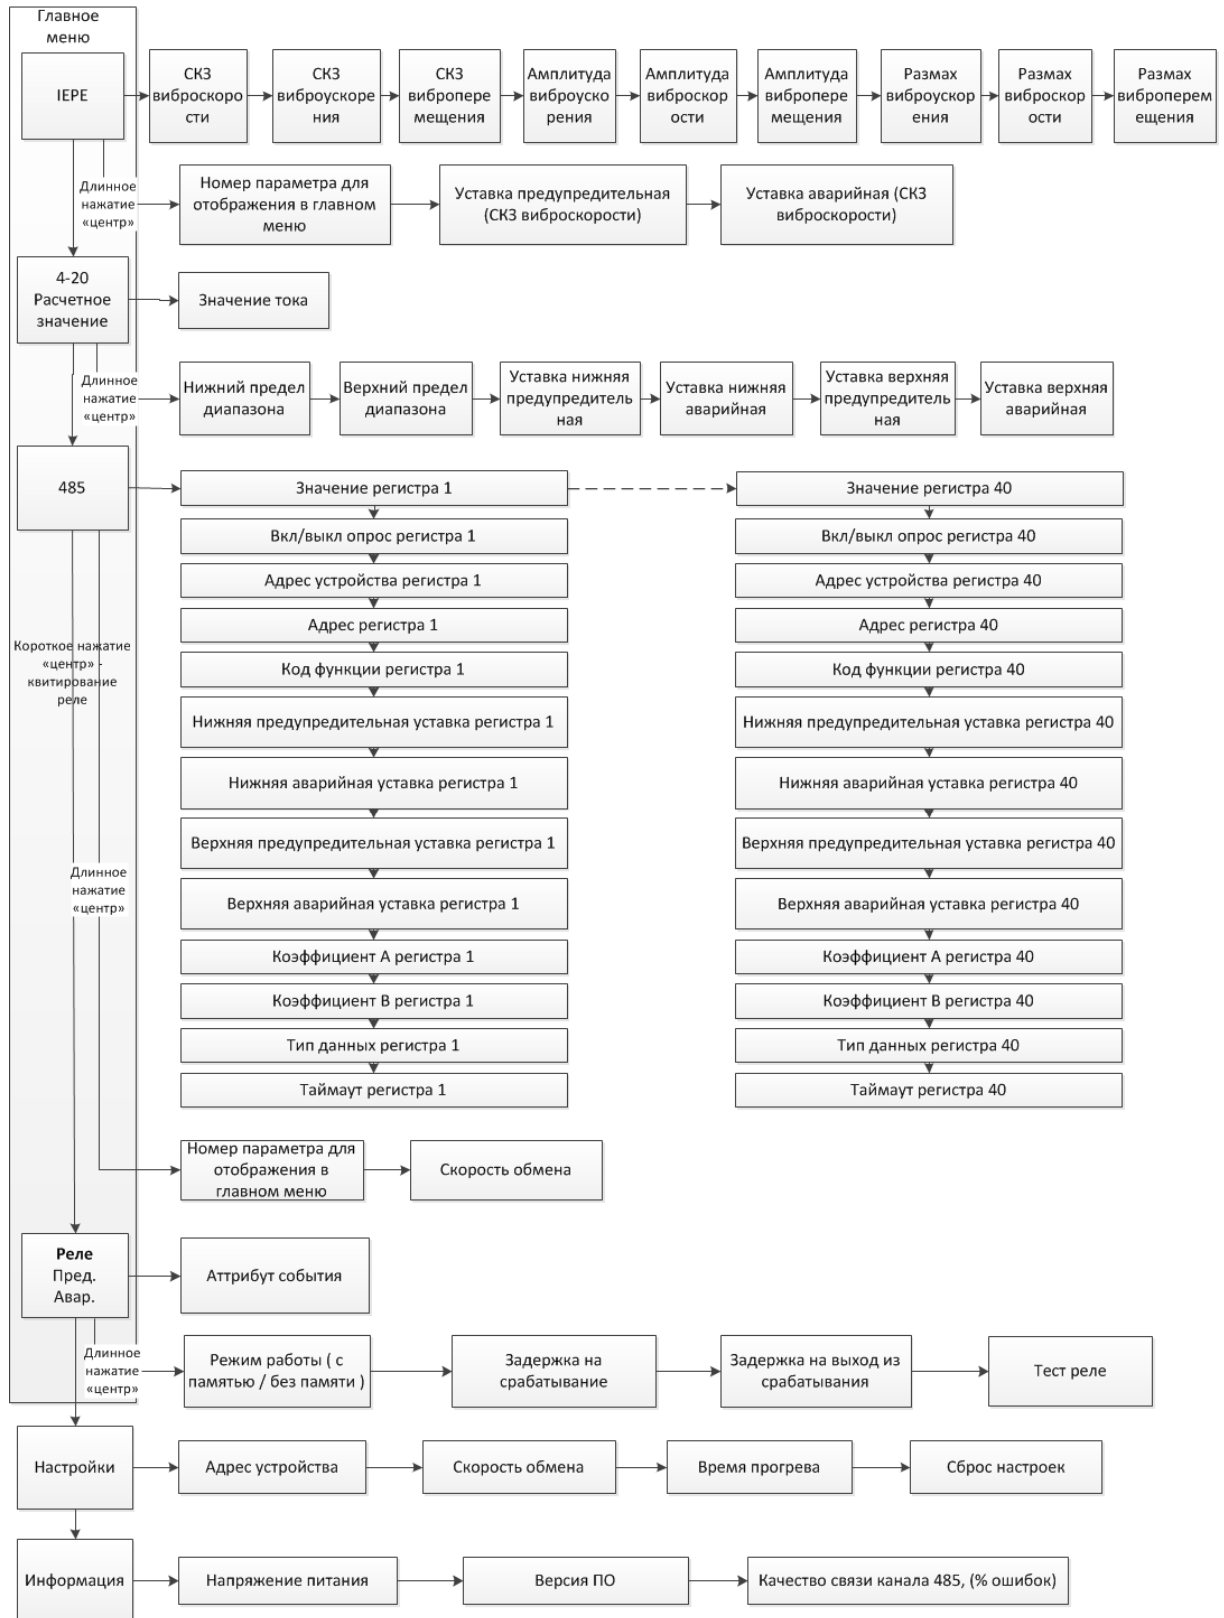 Главное
меню
IEPE
СКЗ
виброскоро
сти
СКЗ
виброускоре
ния
СКЗ
вибропере
мещения
Амплитуда
виброуско
рения
Амплитуда
виброскор
ости
Амплитуда
вибропере
мещения
Размах
виброускор
ения
Размах
виброскор
ости
Размах
виброперем
ещения
Длинное
нажатие
«центр»
Номер параметра для
отображения в главном
меню
Уставка предупредительная
(СКЗ виброскорости)
Уставка аварийная (СКЗ
виброскорости)
4-20
Расчетное
значение
Значение тока
Длинное
нажатие
«центр»
Нижний предел
диапазона
Верхний предел
диапазона
Уставка нижняя
предупредитель
ная
Уставка нижняя
аварийная
Уставка верхняя
предупредитель
ная
Уставка верхняя
аварийная
485
Значение регистра 1
Значение регистра 40
Вкл/выкл опрос регистра 1
Вкл/выкл опрос регистра 40
Адрес устройства регистра 1
Адрес устройства регистра 40
Адрес регистра 1
Адрес регистра 40
Короткое нажатие
«центр» -
квитирование
реле
Код функции регистра 1
Код функции регистра 40
Нижняя предупредительная уставка регистра 1
Нижняя предупредительная уставка регистра 40
Нижняя аварийная уставка регистра 1
Нижняя аварийная уставка регистра 40
Верхняя предупредительная уставка регистра 1
Верхняя предупредительная уставка регистра 40
Длинное
нажатие
«центр»
Верхняя аварийная уставка регистра 1
Верхняя аварийная уставка регистра 40
Коэффициент А регистра 1
Коэффициент А регистра 40
Коэффициент В регистра 1
Коэффициент В регистра 40
Тип данных регистра 1
Тип данных регистра 40
Таймаут регистра 1
Таймаут регистра 40
Номер параметра для
отображения в
главном меню
Скорость обмена
Реле
Пред.
Авар.
Аттрибут события
Длинное
нажатие
«центр»
Режим работы ( с
памятью / без памяти )
Задержка на
срабатывание
Задержка на выход из
срабатывания
Тест реле
Настройки
Адрес устройства
Скорость обмена
Время прогрева
Сброс настроек
Информация
Напряжение питания
Версия ПО
Качество связи канала 485, (% ошибок)